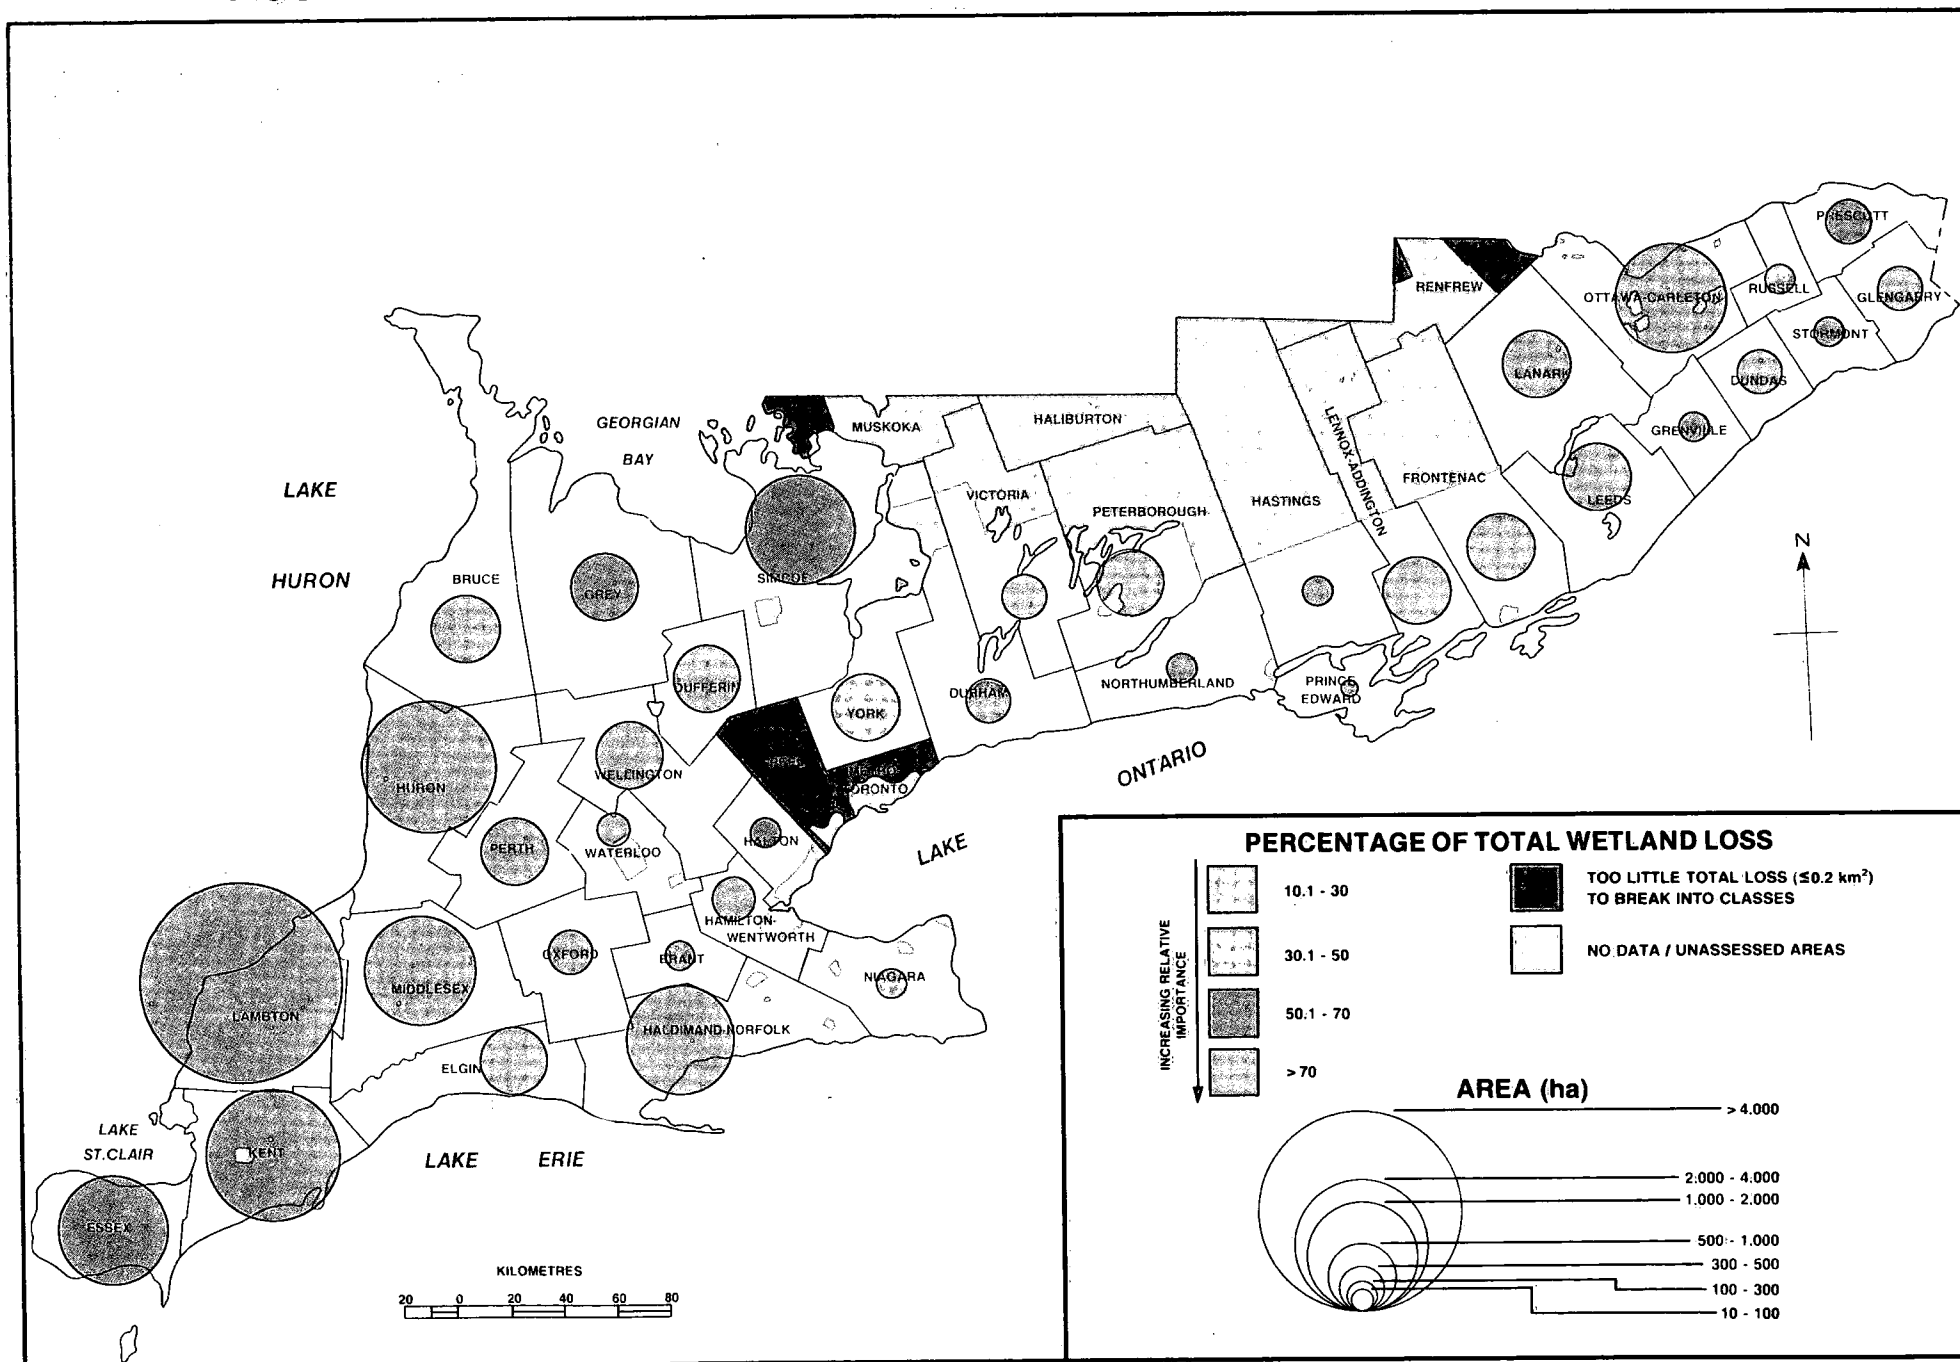 PRESCOTT
OTTAWA-CARLETON
RUSSELL
GLENGARRY
RENFREW
STORMONT
LANARK
DUNDAS
GRENVILLE
LEEDS
FRONTENAC
LENNOX-ADDINGTON
HASTINGS
HALIBURTON
MUSKOKA
VICTORIA
PETERBOROUGH
GEORGIAN
BAY
LAKE
HURON
BRUCE
GREY
SIMCOE
DUFFERIN
YORK
DURHAM
NORTHUMBERLAND
PRINCE
EDWARD
N
TORONTO
LAKE
ONTARIO
HURON
WELLINGTON
PERTH
WATERLOO
HALTON
HAMILTON-
WENTWORTH
NIAGARA
OXFORD
BRANT
MIDDLESEX
LAMBTON
HALDIMAND-NORFOLK
ELGIN
KENT
ESSEX
LAKE
ST.CLAIR
LAKE ERIE
KILOMETRES
20 0 20 40 60 80
PERCENTAGE OF TOTAL WETLAND LOSS
INCREASING RELATIVE
IMPORTANCE
10.1 - 30
30.1 - 50
50.1 - 70
> 70
TOO LITTLE TOTAL LOSS (≤0.2 km²)
TO BREAK INTO CLASSES
NO DATA / UNASSESSED AREAS
AREA (ha)
> 4.000
2.000 - 4.000
1.000 - 2.000
500 - 1.000
300 - 500
100 - 300
10 - 100